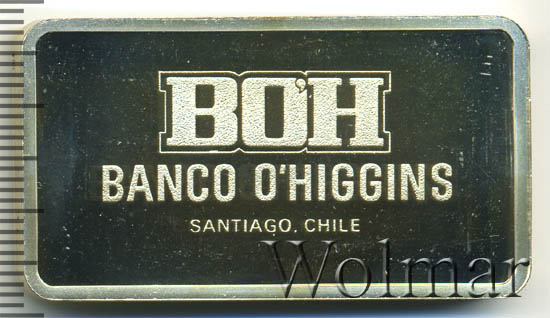 BO'H
BANCO O'HIGGINS
SANTIAGO, CHILE
Wolmar